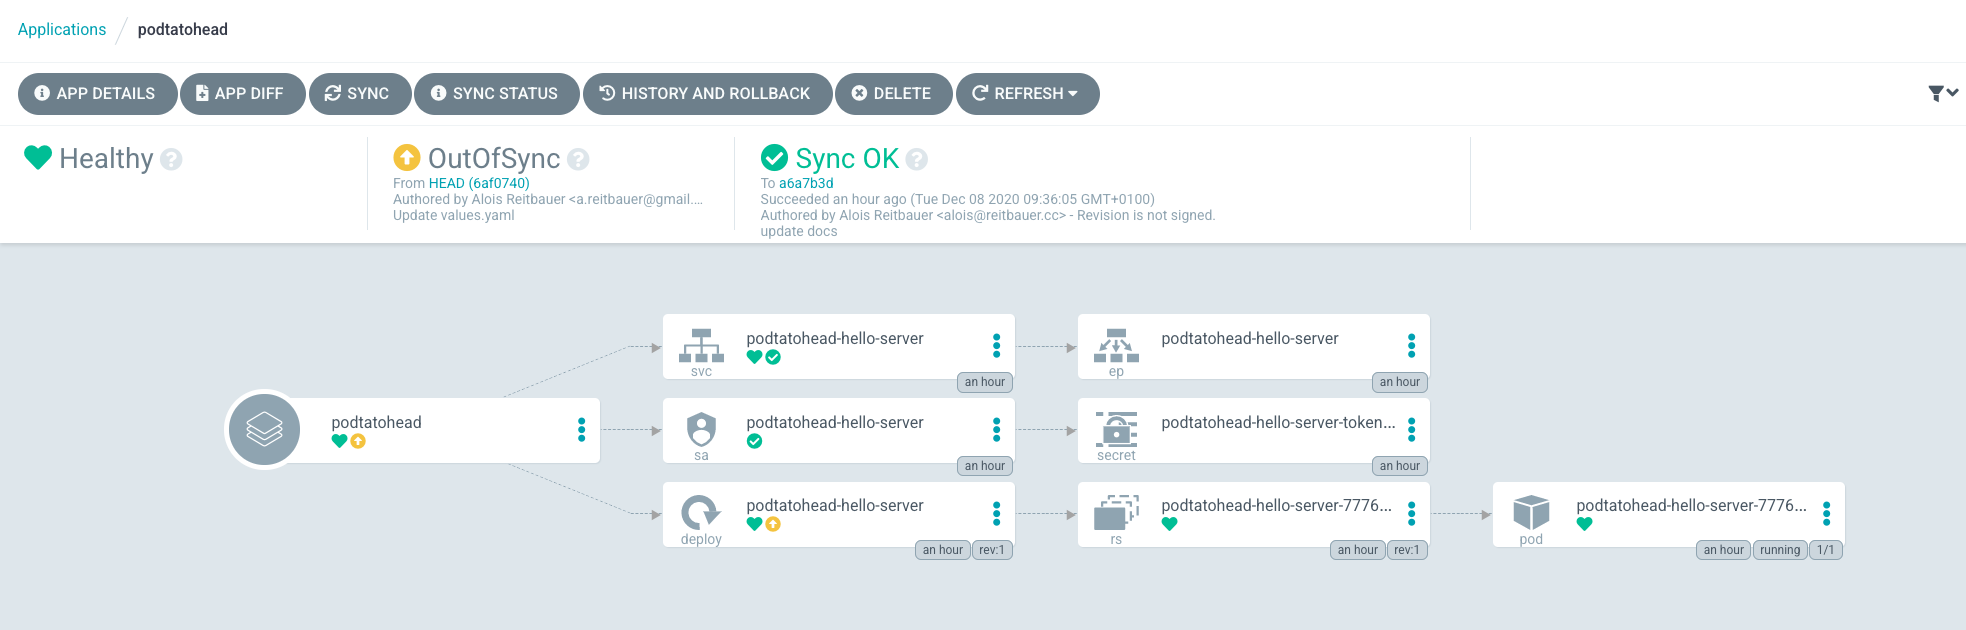 Applications / podtatohead
APP DETAILS APP DIFF SYNC SYNC STATUS HISTORY AND ROLLBACK DELETE REFRESH
Healthy ?
OutOfSync ?
From HEAD (6af0740)
Authored by Alois Reitbauer <a.reitbauer@gmail....
Update values.yaml
Sync OK ?
To a6a7b3d
Succeeded an hour ago (Tue Dec 08 2020 09:36:05 GMT+0100)
Authored by Alois Reitbauer <alois@reitbauer.cc> - Revision is not signed.
update docs
podtatohead
podtatohead-hello-server
svc
an hour
podtatohead-hello-server
ep
an hour
podtatohead-hello-server
sa
an hour
podtatohead-hello-server-token...
secret
an hour
podtatohead-hello-server
deploy
an hour rev:1
podtatohead-hello-server-7776...
rs
an hour rev:1
podtatohead-hello-server-7776...
pod
an hour running 1/1